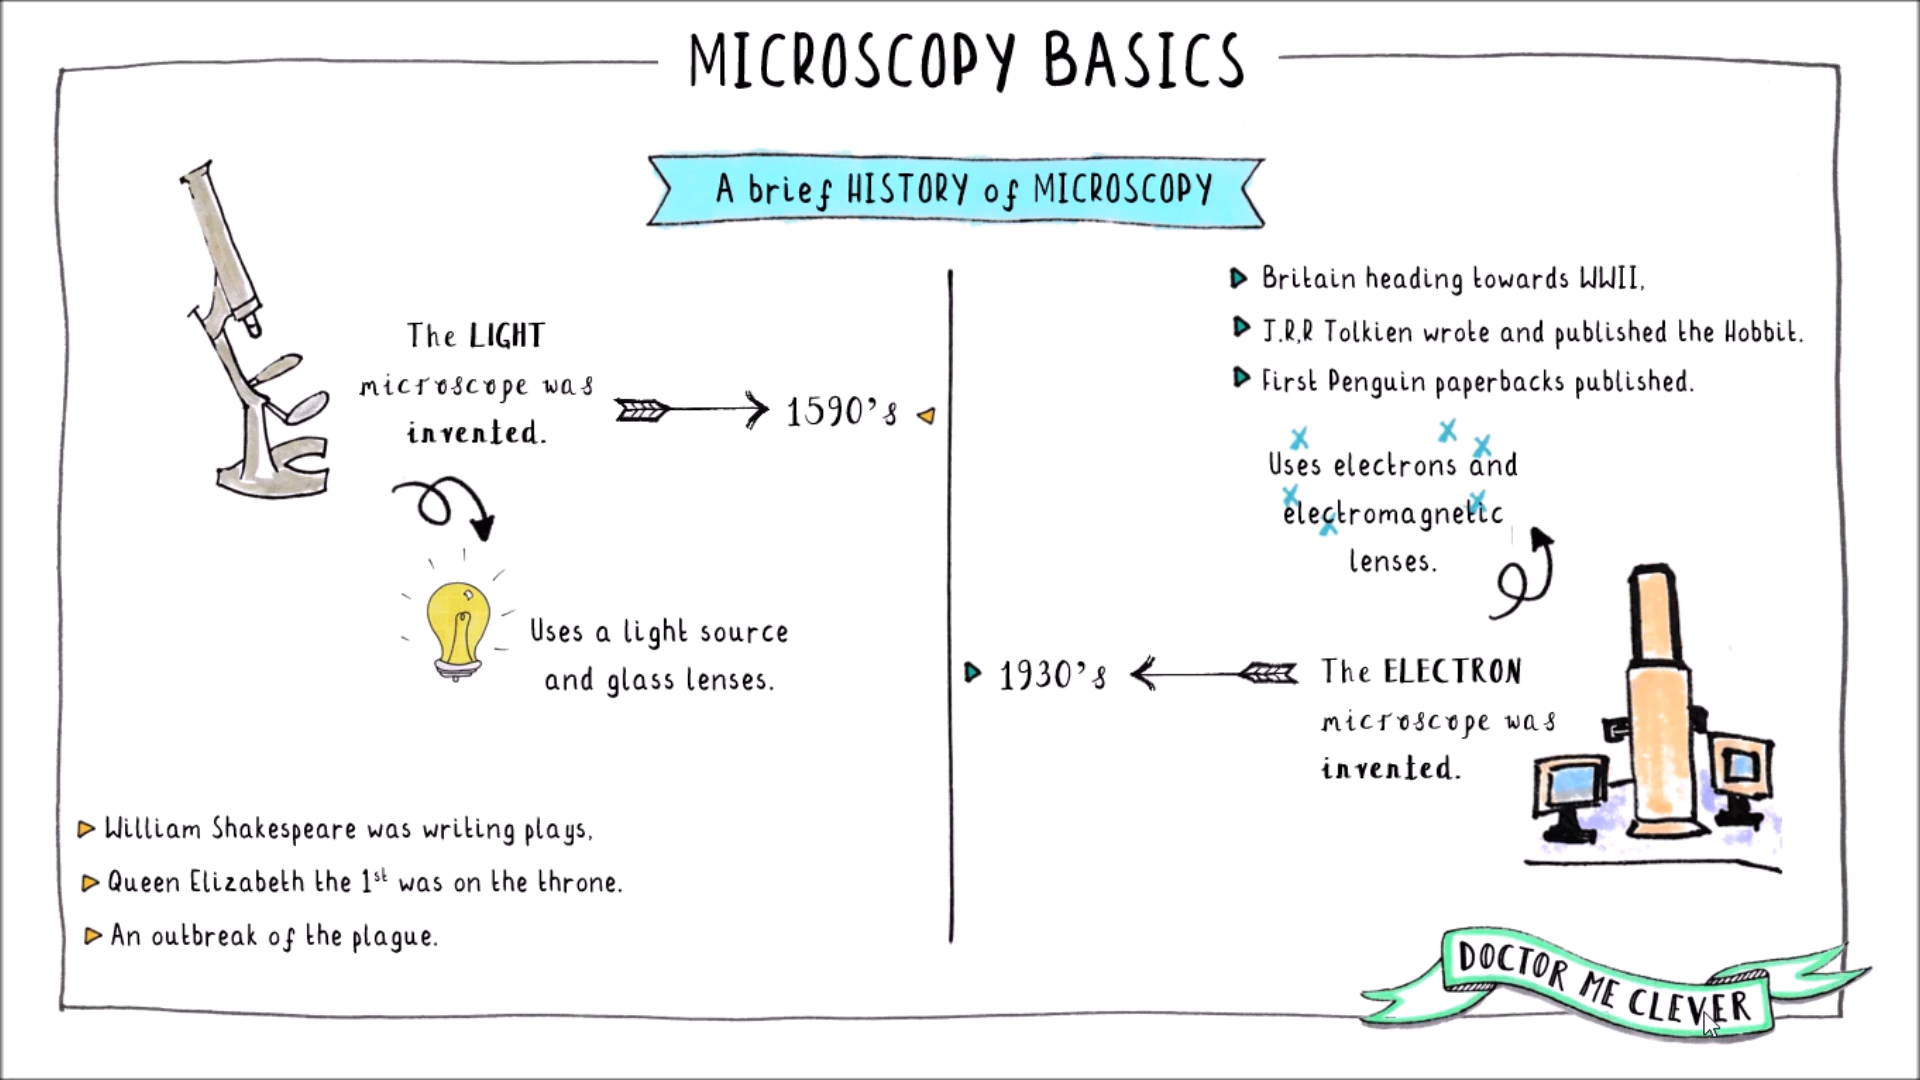 MICROSCOPY BASICS
A brief HISTORY of MICROSCOPY
The LIGHT
microscope was
invented.
1590's
Uses a light source
and glass lenses.
William Shakespeare was writing plays,
Queen Elizabeth the 1st was on the throne.
An outbreak of the plague.
Britain heading towards WWII,
J.R.R Tolkien wrote and published the Hobbit.
First Penguin paperbacks published.
Uses electrons and
electromagnetic
lenses.
1930's
The ELECTRON
microscope was
invented.
DOCTOR ME CLEVER